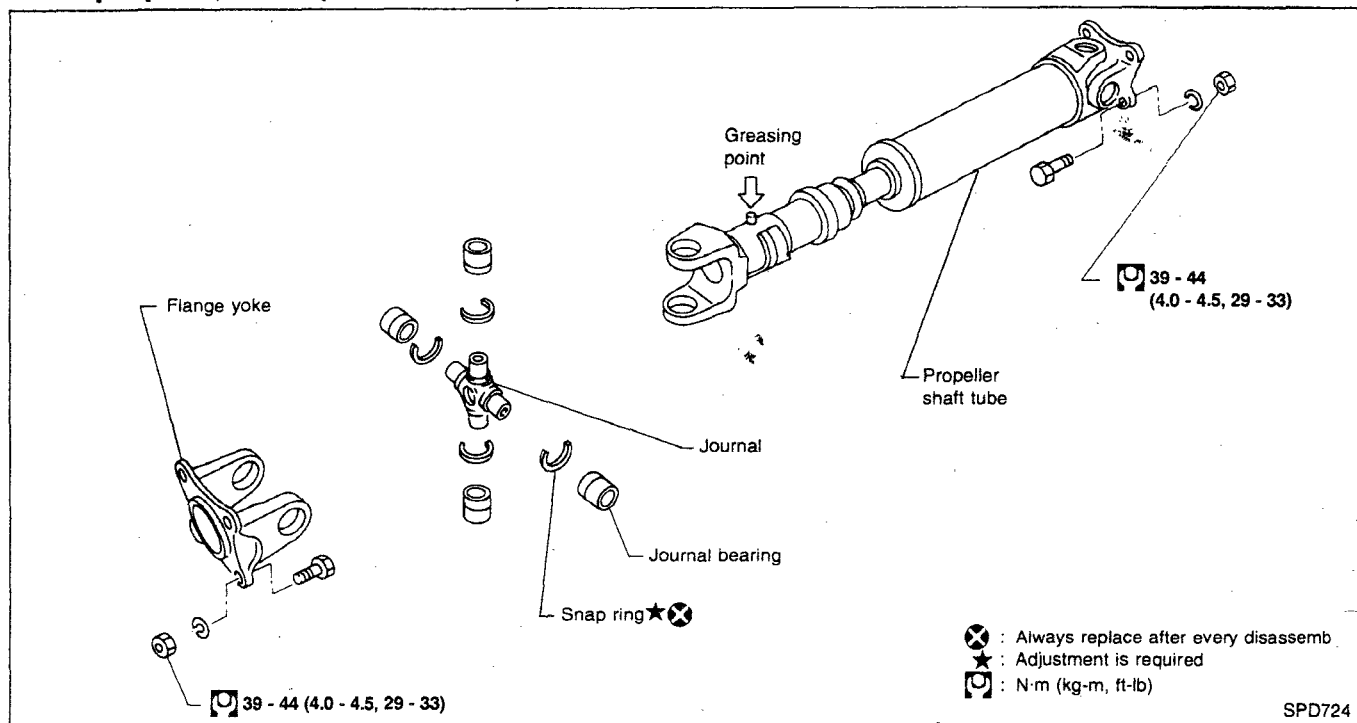 Greasing
point
39 - 44
(4.0 - 4.5, 29 - 33)
Flange yoke
Propeller
shaft tube
Journal
Journal bearing
Snap ring★
: Always replace after every disassemb
★ : Adjustment is required
: N·m (kg-m, ft-lb)
39 - 44 (4.0 - 4.5, 29 - 33)
SPD724